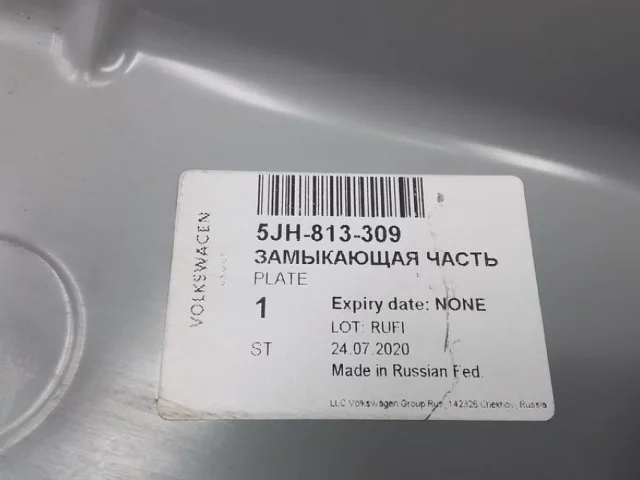 VOLKSWAGEN
5JH-813-309
ЗАМЫКАЮЩАЯ ЧАСТЬ
PLATE
1 Expiry date: NONE
LOT: RUFI
ST 24.07.2020
Made in Russian Fed.
LLC Volkswagen Group Rus, 142326 Chekhov, Russia